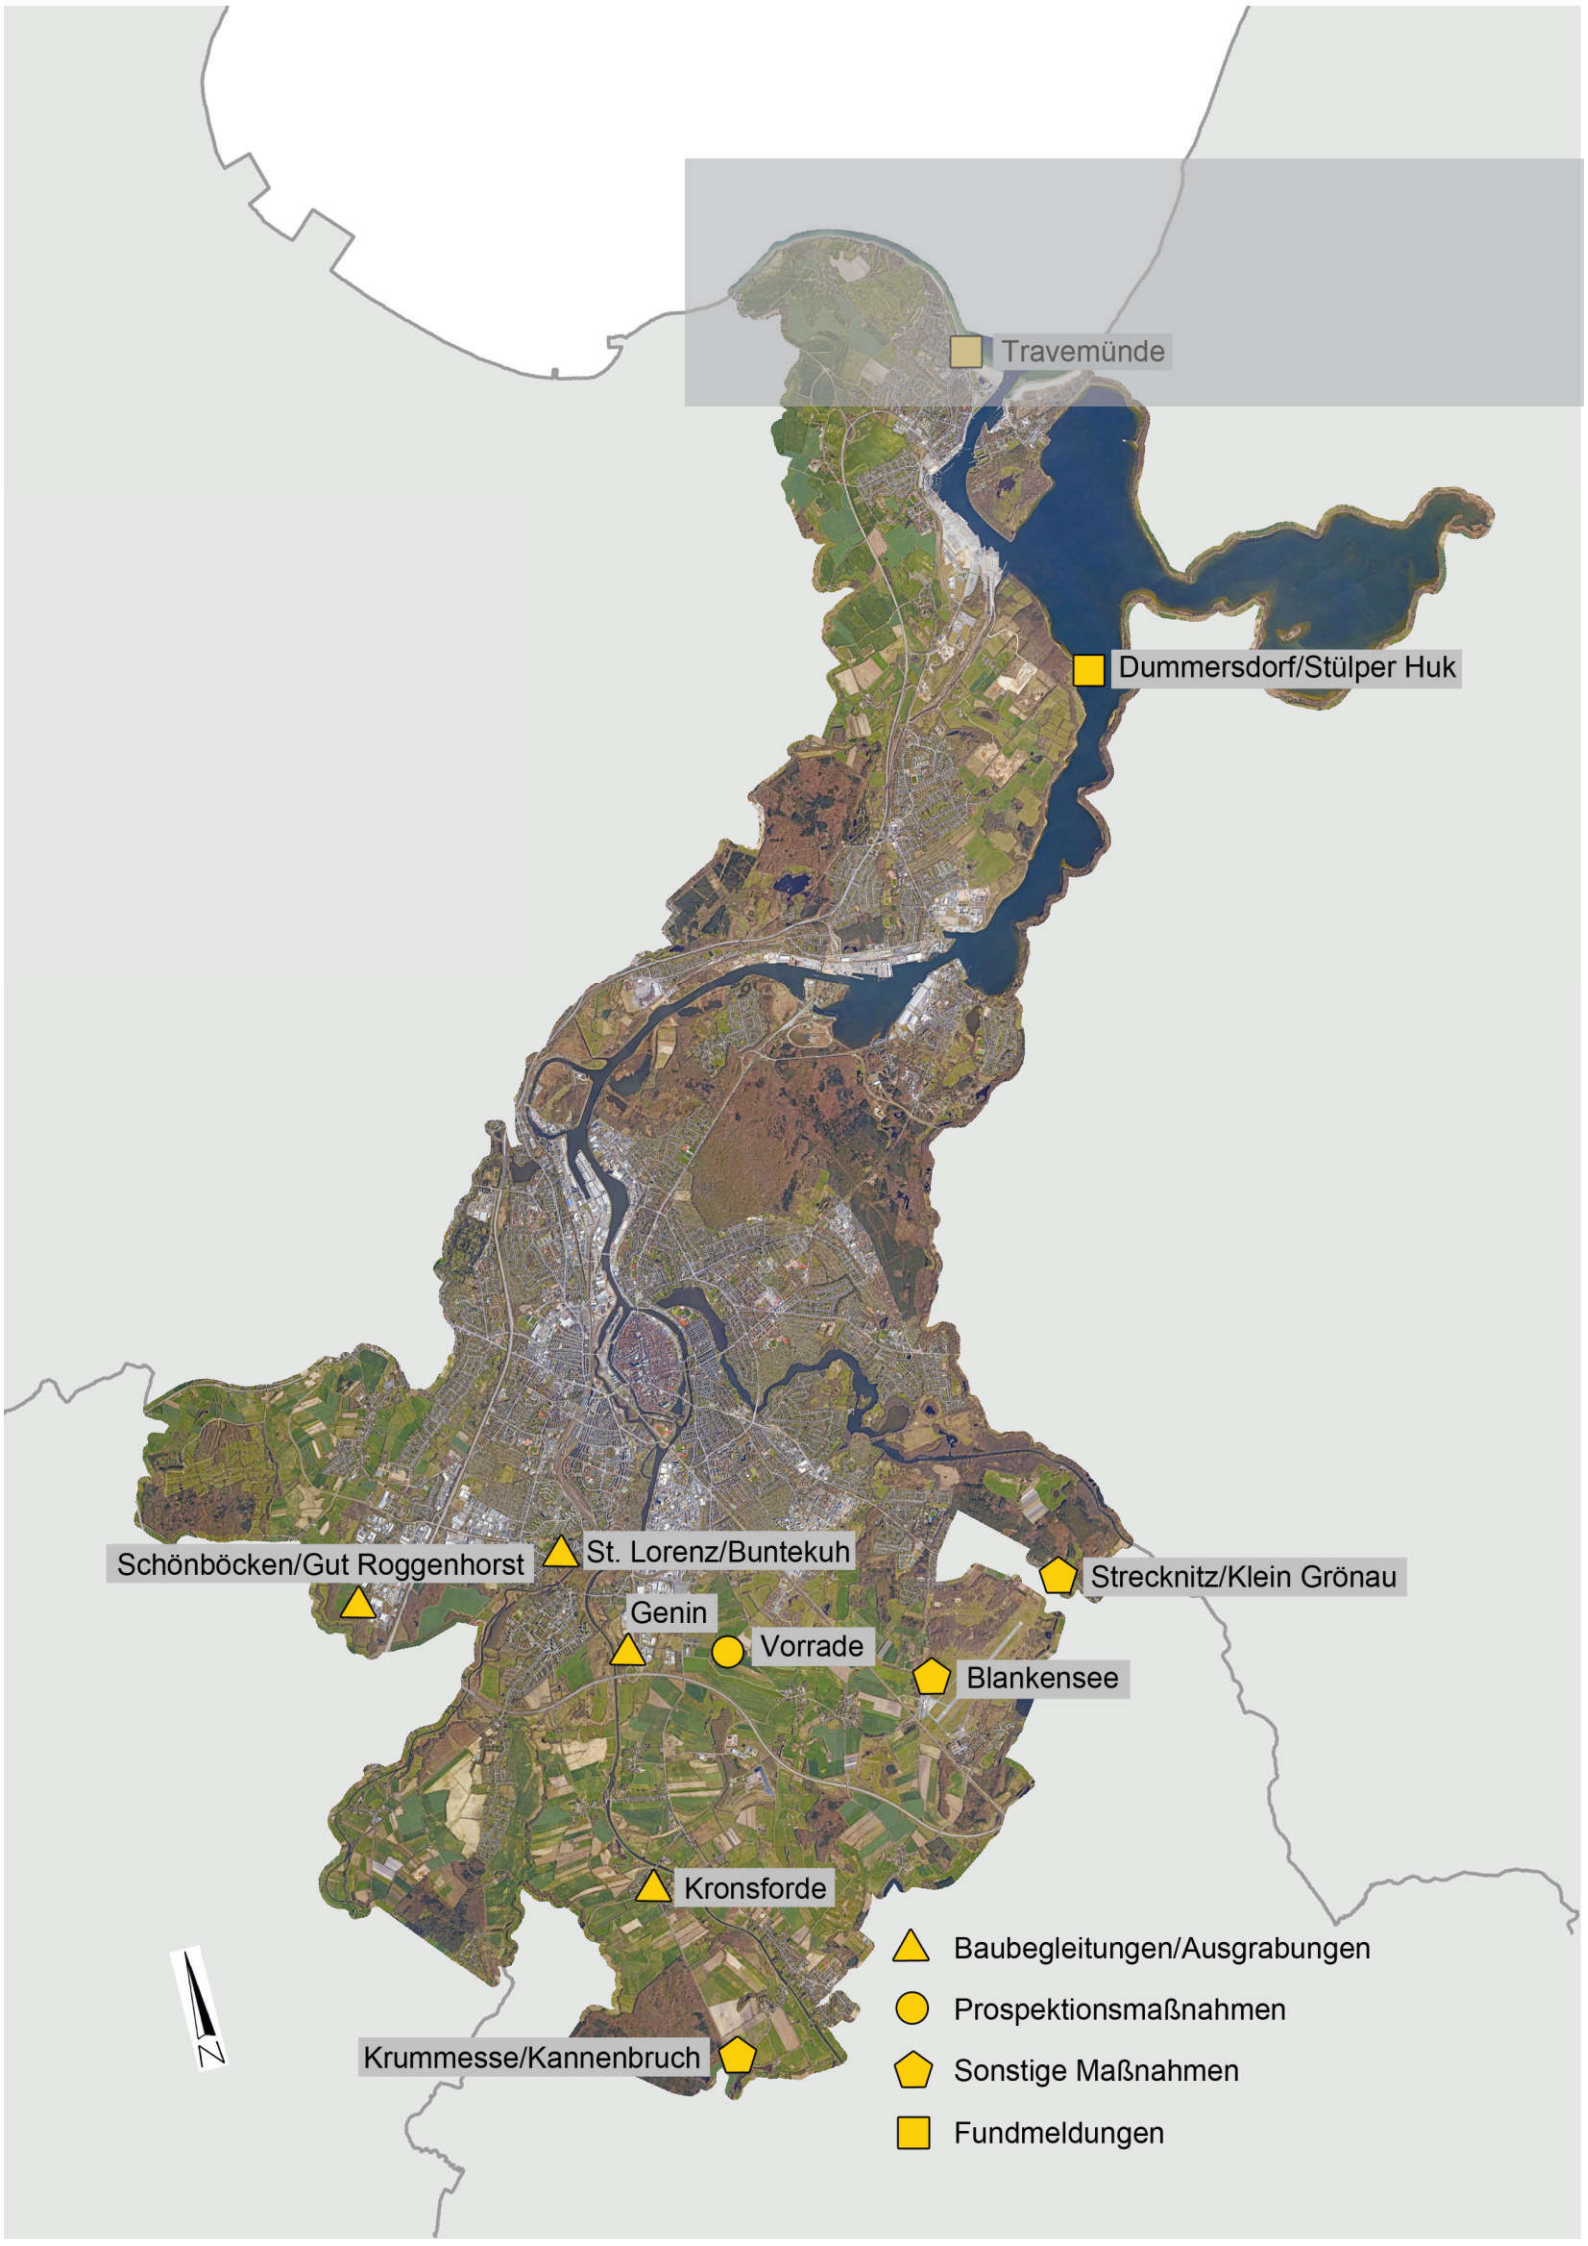 Travemünde
Dummersdorf/Stülper Huk
St. Lorenz/Buntekuh
Schönböcken/Gut Roggenhorst
Strecknitz/Klein Grönau
Genin
Vorrade
Blankensee
Kronsforde
Krummesse/Kannenbruch
Baubegleitungen/Ausgrabungen
Prospektionsmaßnahmen
Sonstige Maßnahmen
Fundmeldungen
N